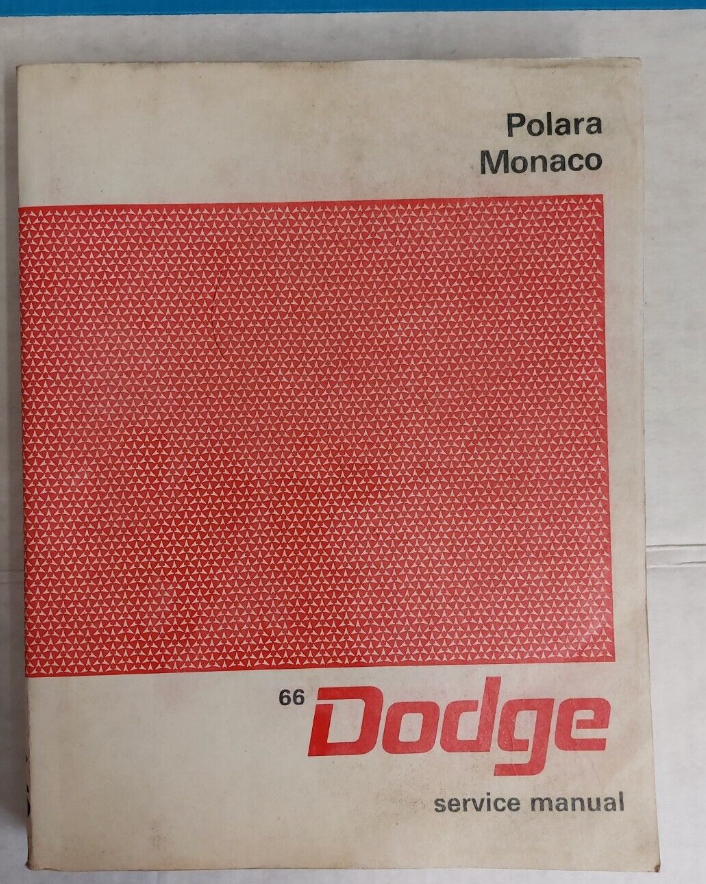 Polara
Monaco
66 Dodge
service manual